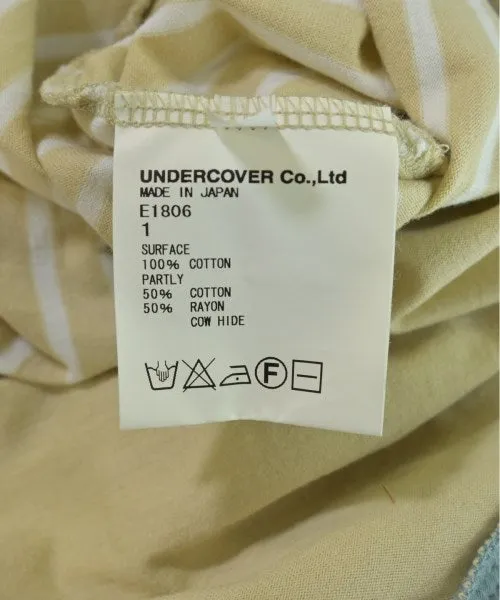 UNDERCOVER Co.,Ltd
MADE IN JAPAN
E1806
1
SURFACE
100% COTTON
PARTLY
50% COTTON
50% RAYON
COW HIDE
F